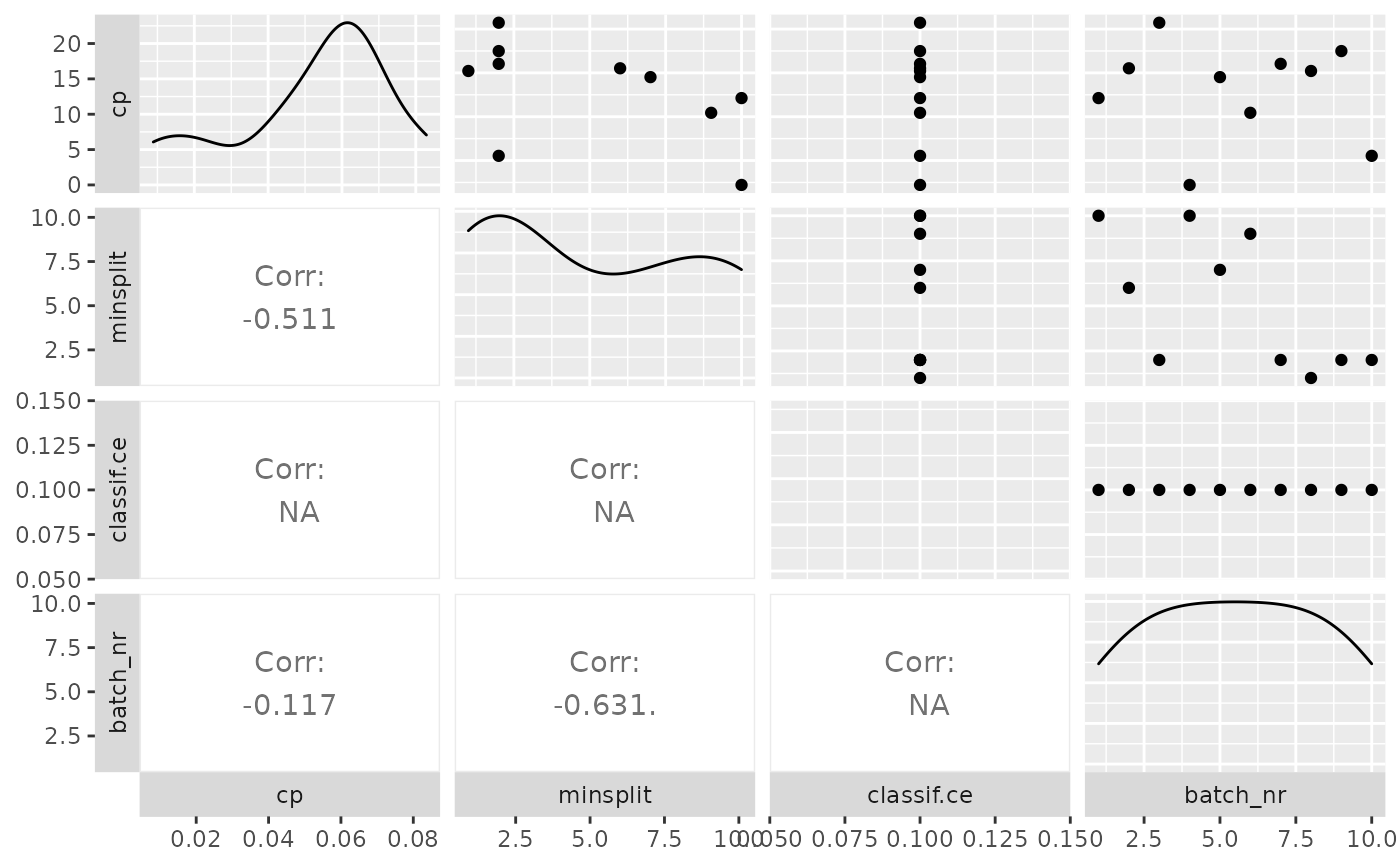 20
15
10
5
0
cp
10.0
7.5
5.0
2.5
minsplit
Corr:
-0.511
0.150
0.125
0.100
0.075
0.050
classif.ce
Corr:
NA
Corr:
NA
10.0
7.5
5.0
2.5
batch_nr
Corr:
-0.117
Corr:
-0.631.
Corr:
NA
cp minsplit classif.ce batch_nr
0.02 0.04 0.06 0.08 2.5 5.0 7.5 10.0 0.050 0.075 0.100 0.125 0.150 2.5 5.0 7.5 10.0